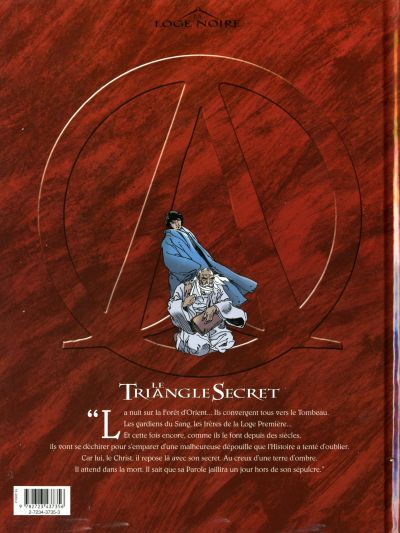 LOGE NOIRE
LE
TRIANGLE SECRET
"La nuit sur la Forêt d'Orient... Ils convergent tous vers le Tombeau.
Les gardiens du Sang, les frères de la Loge Première...
Et cette fois encore, comme ils le font depuis des siècles,
ils vont se déchirer pour s'emparer d'une malheureuse dépouille que l'Histoire a tenté d'oublier.
Car lui, le Christ, il repose là avec son secret. Au creux d'une terre d'ombre.
Il attend dans la mort. Il sait que sa Parole jaillira un jour hors de son sépulcre."
9 782723 437356
2-7234-3735-3